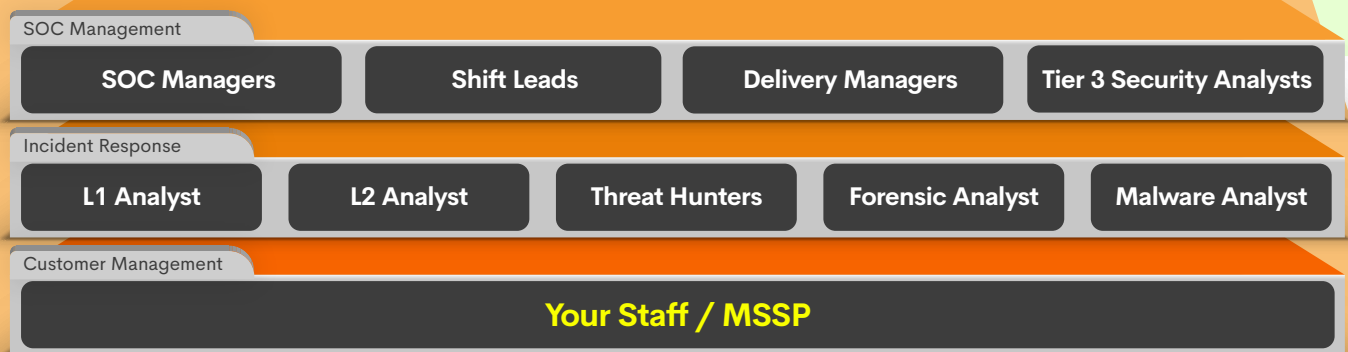 SOC Management
SOC Managers
Shift Leads
Delivery Managers
Tier 3 Security Analysts
Incident Response
L1 Analyst
L2 Analyst
Threat Hunters
Forensic Analyst
Malware Analyst
Customer Management
Your Staff / MSSP